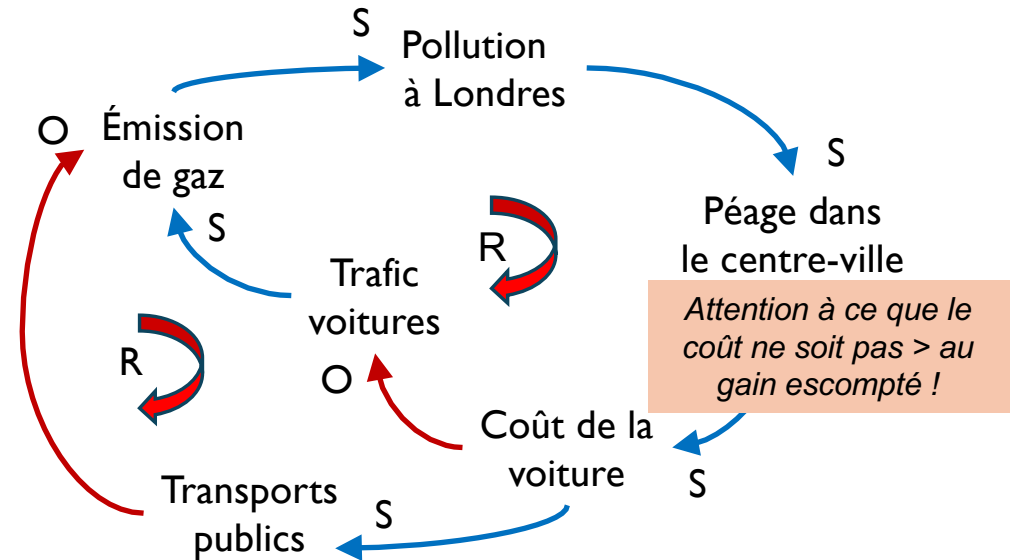 S
Pollution
à Londres
O
Émission
de gaz
S
S
Péage dans
le centre-ville
R
Trafic
voitures
Attention à ce que le
coût ne soit pas > au
gain escompté !
R
O
Coût de la
voiture
S
Transports
publics
S